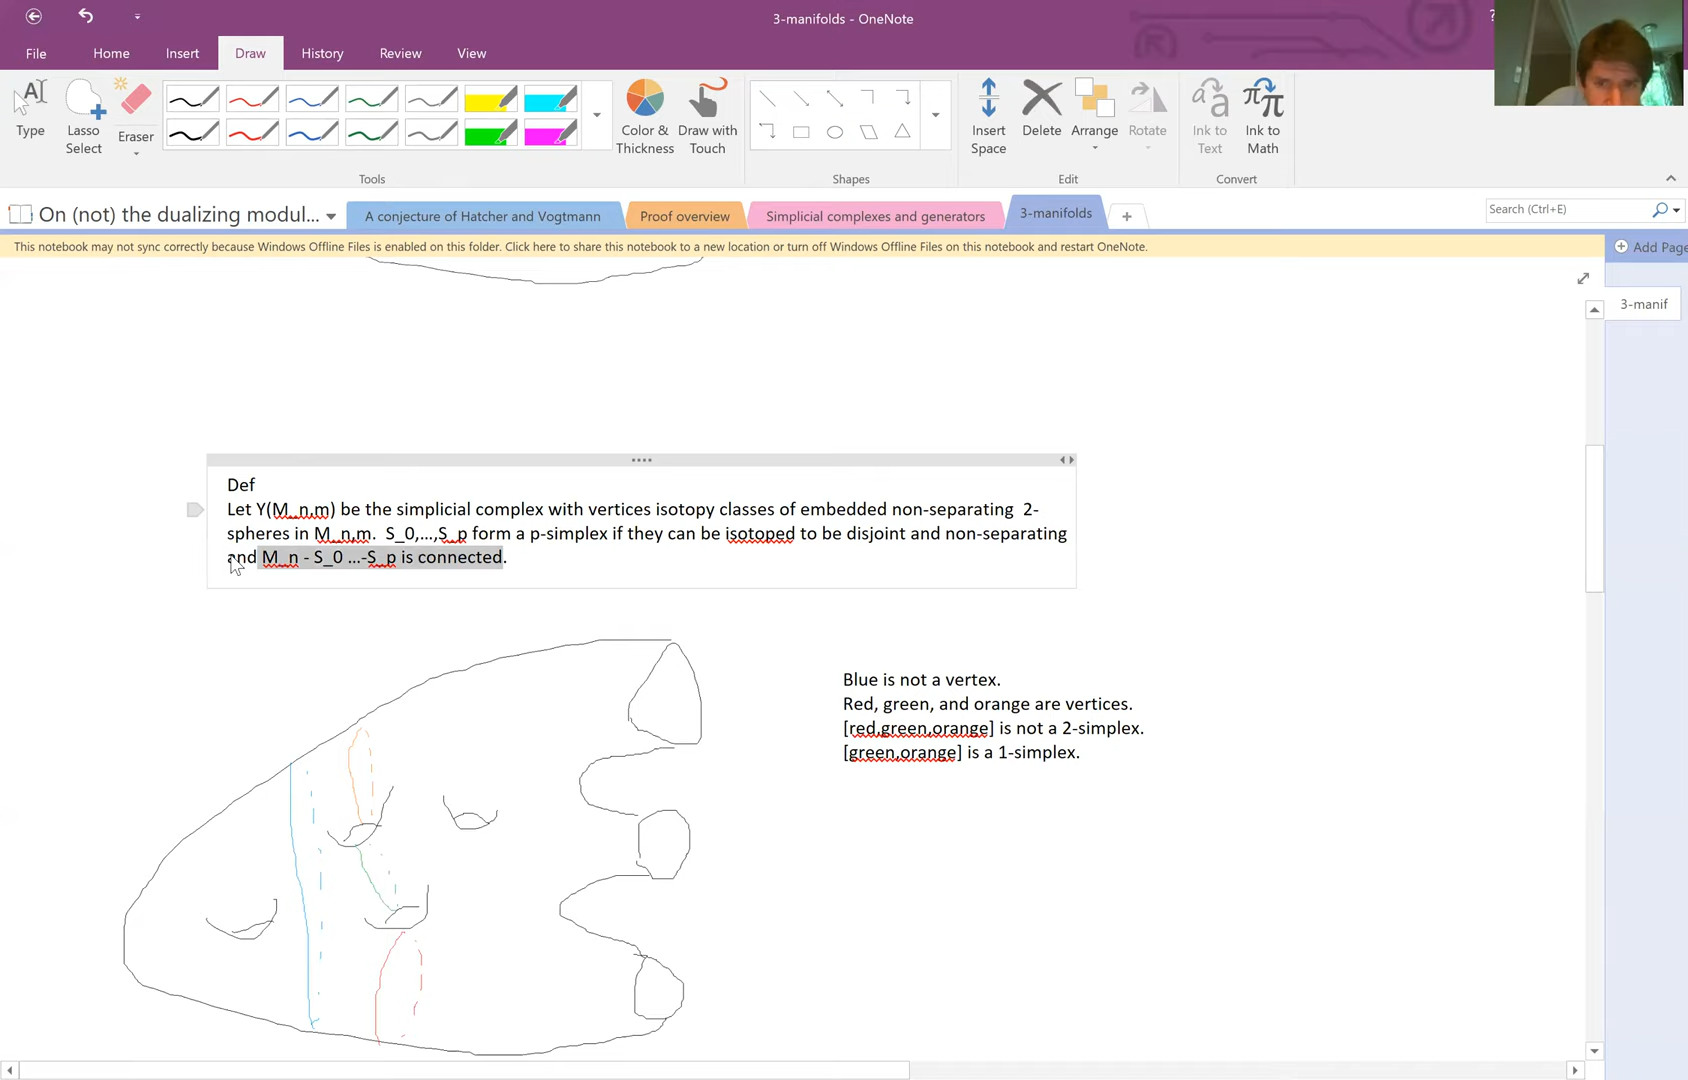 3-manifolds - OneNote
?
File
Home
Insert
Draw
History
Review
View
Type
Lasso
Select
Eraser
Color &
Thickness
Draw with
Touch
Insert
Space
Delete
Arrange
Rotate
Ink to
Text
Ink to
Math
Tools
Shapes
Edit
Convert
On (not) the dualizing modul...
A conjecture of Hatcher and Vogtmann
Proof overview
Simplicial complexes and generators
3-manifolds
Search (Ctrl+E)
This notebook may not sync correctly because Windows Offline Files is enabled on this folder. Click here to share this notebook to a new location or turn off Windows Offline Files on this notebook and restart OneNote.
Add Page
3-manif
Def
Let Y(M_n,m) be the simplicial complex with vertices isotopy classes of embedded non-separating 2-
spheres in M_n,m. S_0,...,S_p form a p-simplex if they can be isotoped to be disjoint and non-separating
and M_n - S_0 ...-S_p is connected.
Blue is not a vertex.
Red, green, and orange are vertices.
[red,green,orange] is not a 2-simplex.
[green,orange] is a 1-simplex.